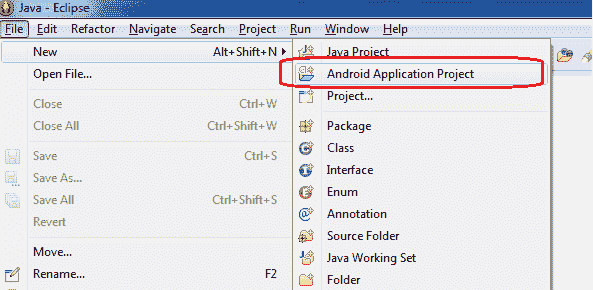 Java - Eclipse
File Edit Refactor Navigate Search Project Run Window Help
New Alt+Shift+N
Open File...
Close Ctrl+W
Close All Ctrl+Shift+W
Save Ctrl+S
Save As...
Save All Ctrl+Shift+S
Revert
Move...
Rename... F2
Java Project
Android Application Project
Project...
Package
Class
Interface
Enum
Annotation
Source Folder
Java Working Set
Folder